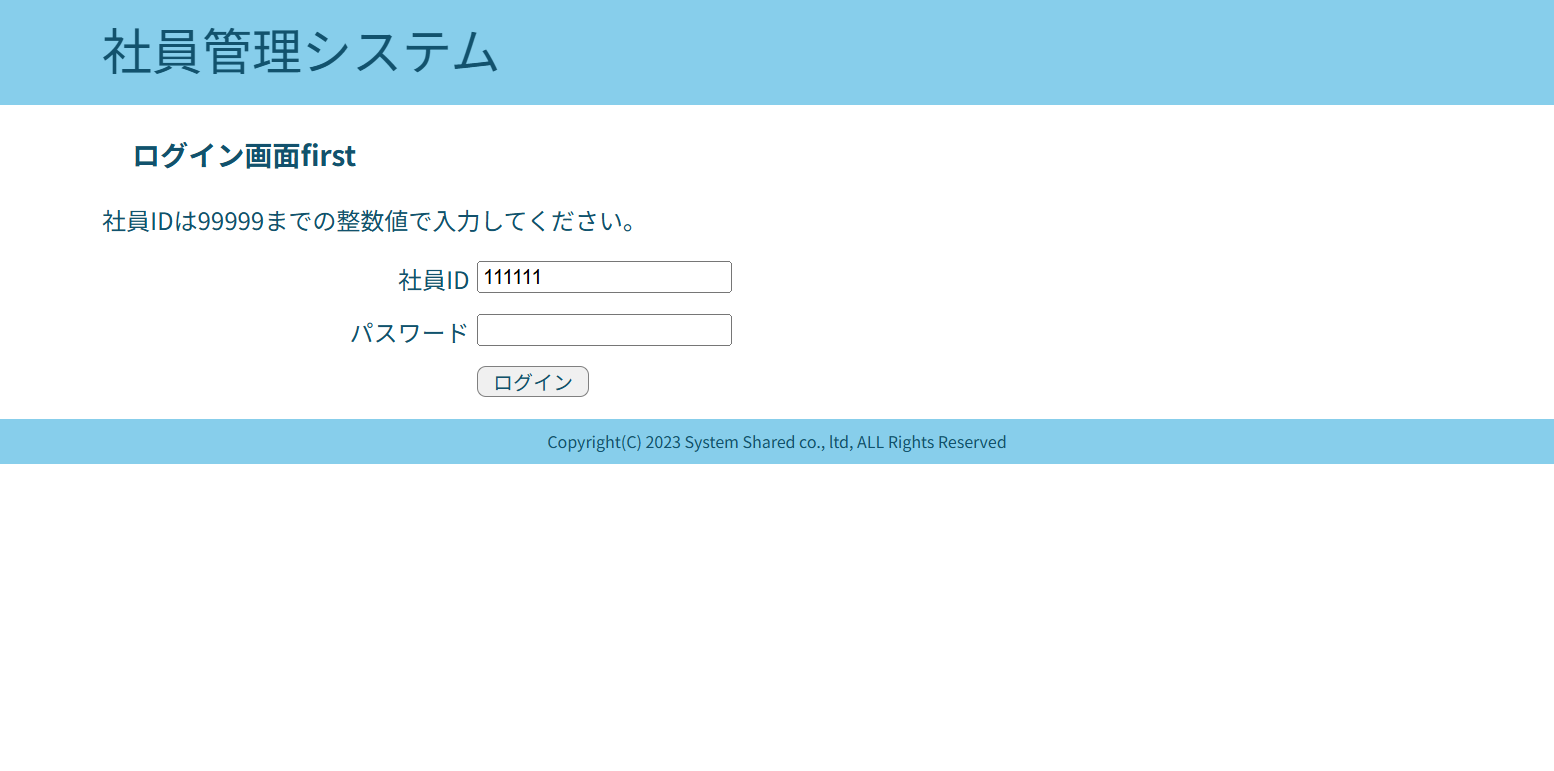 社員管理システム
ログイン画面first
社員IDは99999までの整数値で入力してください。
社員ID 111111
パスワード
ログイン
Copyright(C) 2023 System Shared co., ltd, ALL Rights Reserved